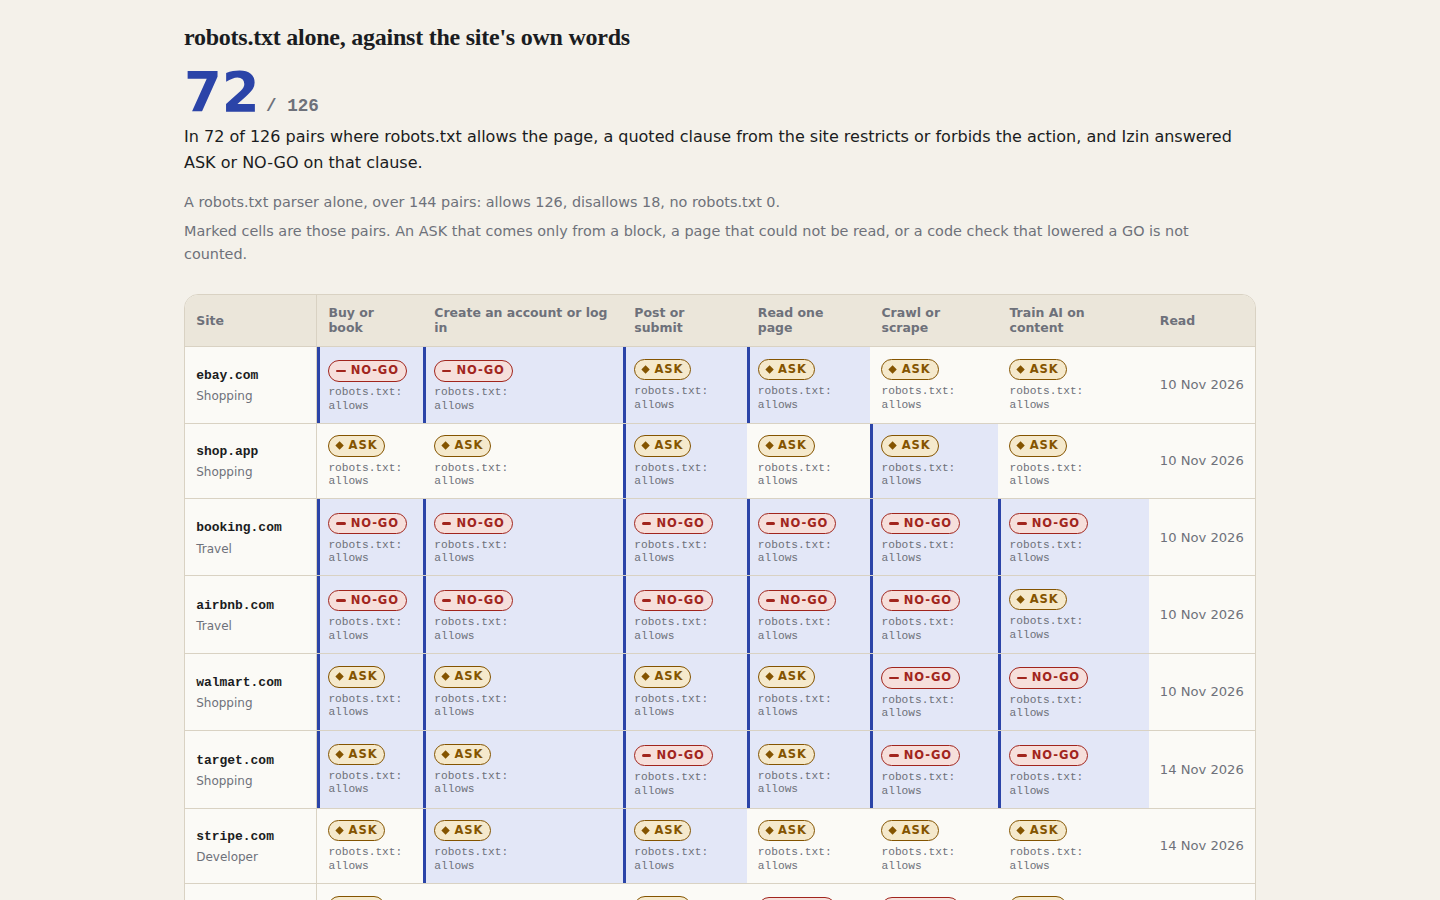 robots.txt alone, against the site's own words
72 / 126
In 72 of 126 pairs where robots.txt allows the page, a quoted clause from the site restricts or forbids the action, and Izin answered
ASK or NO-GO on that clause.
A robots.txt parser alone, over 144 pairs: allows 126, disallows 18, no robots.txt 0.
Marked cells are those pairs. An ASK that comes only from a block, a page that could not be read, or a code check that lowered a GO is not
counted.
Site
Buy or
book
Create an account or log
in
Post or
submit
Read one
page
Crawl or
scrape
Train AI on
content
Read
ebay.com
Shopping
NO-GO
robots.txt:
allows
NO-GO
robots.txt:
allows
ASK
robots.txt:
allows
ASK
robots.txt:
allows
ASK
robots.txt:
allows
ASK
robots.txt:
allows
10 Nov 2026
shop.app
Shopping
ASK
robots.txt:
allows
ASK
robots.txt:
allows
ASK
robots.txt:
allows
ASK
robots.txt:
allows
ASK
robots.txt:
allows
ASK
robots.txt:
allows
10 Nov 2026
booking.com
Travel
NO-GO
robots.txt:
allows
NO-GO
robots.txt:
allows
NO-GO
robots.txt:
allows
NO-GO
robots.txt:
allows
NO-GO
robots.txt:
allows
NO-GO
robots.txt:
allows
10 Nov 2026
airbnb.com
Travel
NO-GO
robots.txt:
allows
NO-GO
robots.txt:
allows
NO-GO
robots.txt:
allows
NO-GO
robots.txt:
allows
NO-GO
robots.txt:
allows
ASK
robots.txt:
allows
10 Nov 2026
walmart.com
Shopping
ASK
robots.txt:
allows
ASK
robots.txt:
allows
ASK
robots.txt:
allows
ASK
robots.txt:
allows
NO-GO
robots.txt:
allows
NO-GO
robots.txt:
allows
10 Nov 2026
target.com
Shopping
ASK
robots.txt:
allows
ASK
robots.txt:
allows
NO-GO
robots.txt:
allows
ASK
robots.txt:
allows
NO-GO
robots.txt:
allows
NO-GO
robots.txt:
allows
14 Nov 2026
stripe.com
Developer
ASK
robots.txt:
allows
ASK
robots.txt:
allows
ASK
robots.txt:
allows
ASK
robots.txt:
allows
ASK
robots.txt:
allows
ASK
robots.txt:
allows
14 Nov 2026